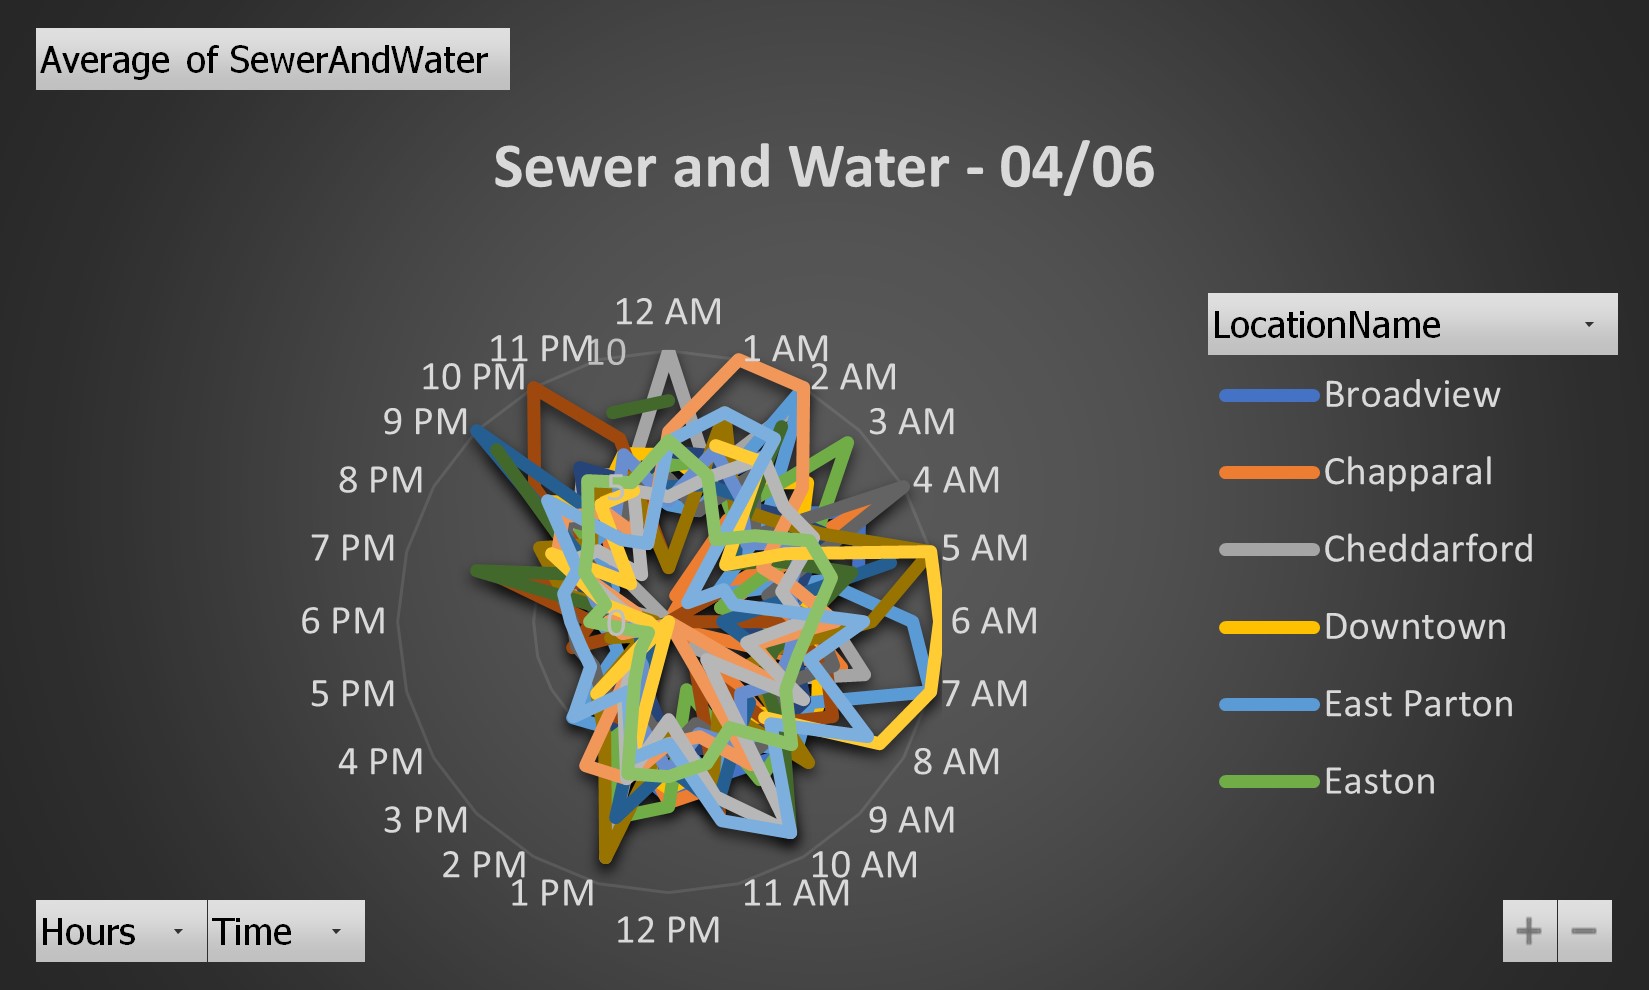 Average of SewerAndWater
Sewer and Water - 04/06
12 AM
1 AM
2 AM
3 AM
4 AM
5 AM
6 AM
7 AM
8 AM
9 AM
10 AM
11 AM
12 PM
1 PM
2 PM
3 PM
4 PM
5 PM
6 PM
7 PM
8 PM
9 PM
10 PM
11 PM
10
5
0
LocationName
Broadview
Chapparal
Cheddarford
Downtown
East Parton
Easton
Hours Time
+ −